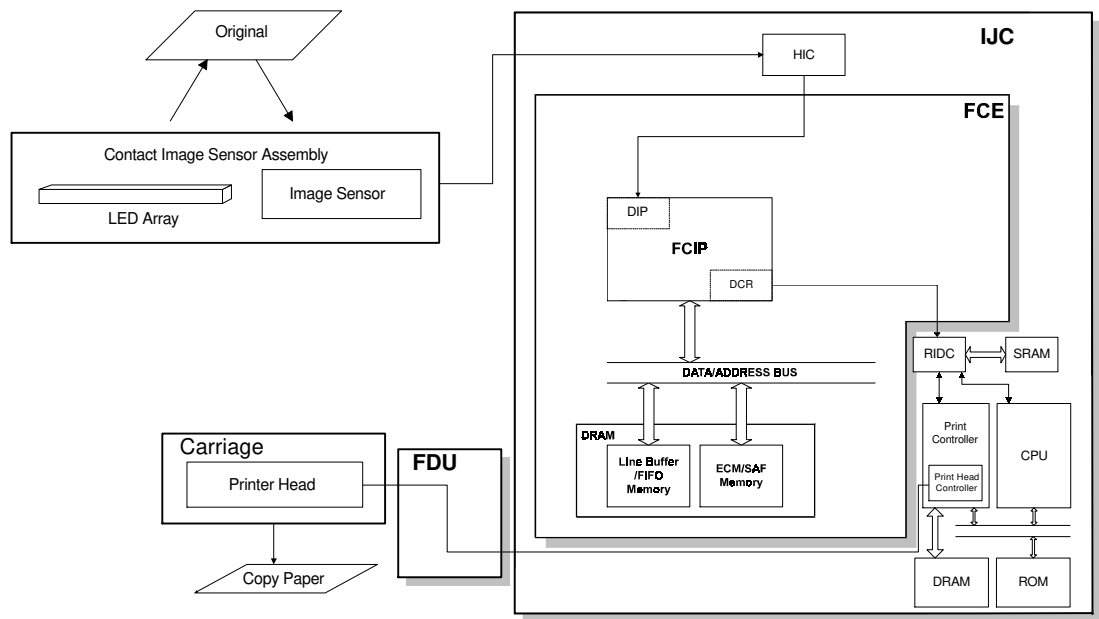 Original
IJC
HIC
FCE
Contact Image Sensor Assembly
Image Sensor
LED Array
DIP
FCIP
DCR
RIDC
SRAM
DATA/ADDRESS BUS
DRAM
Line Buffer
/FIFO
Memory
ECM/SAF
Memory
Print
Controller
Print Head
Controller
CPU
Carriage
Printer Head
FDU
Copy Paper
DRAM
ROM